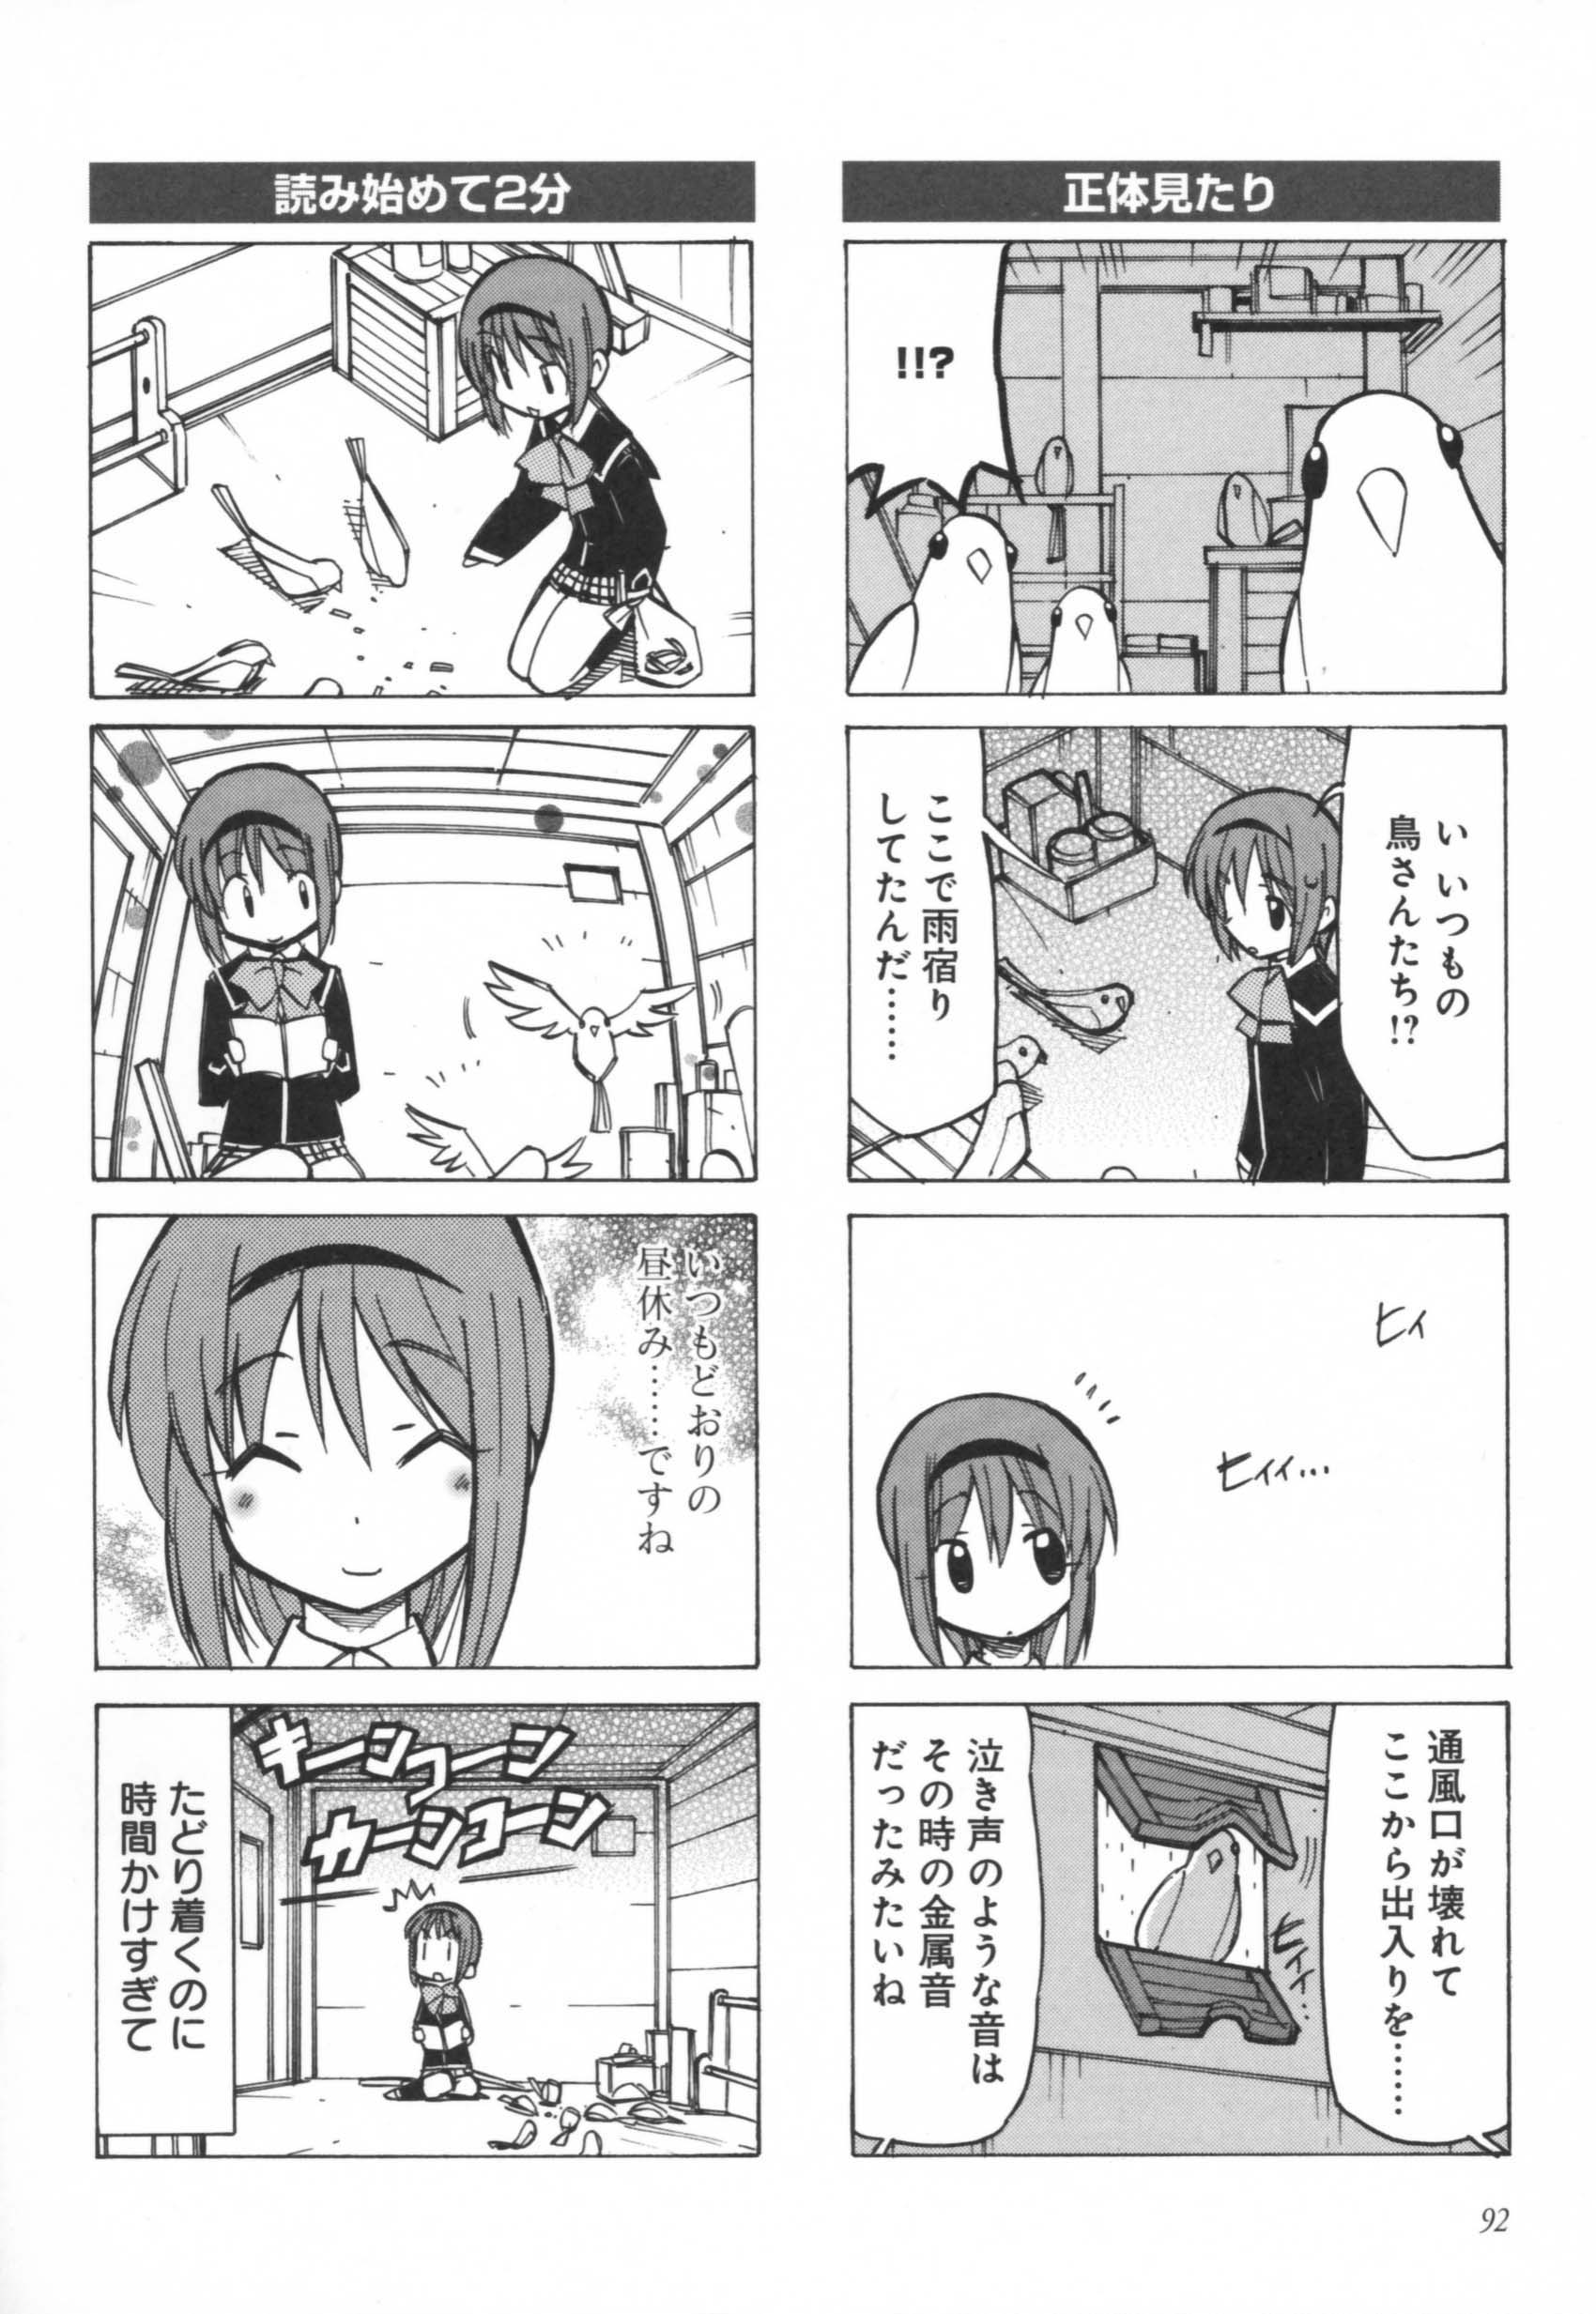 正体見たり
!!?
い いつもの
鳥さんたち!?
ここで雨宿り
してたんだ……
ヒィ
ヒィィ…
通風口が壊れて
ここから出入りを……
ヒィィ…
泣き声のような音は
その時の金属音
だったみたいね
読み始めて2分
いつもどおりの
昼休み……ですね
キーンコーン
カーンコーン
たどり着くのに
時間かけすぎて
92